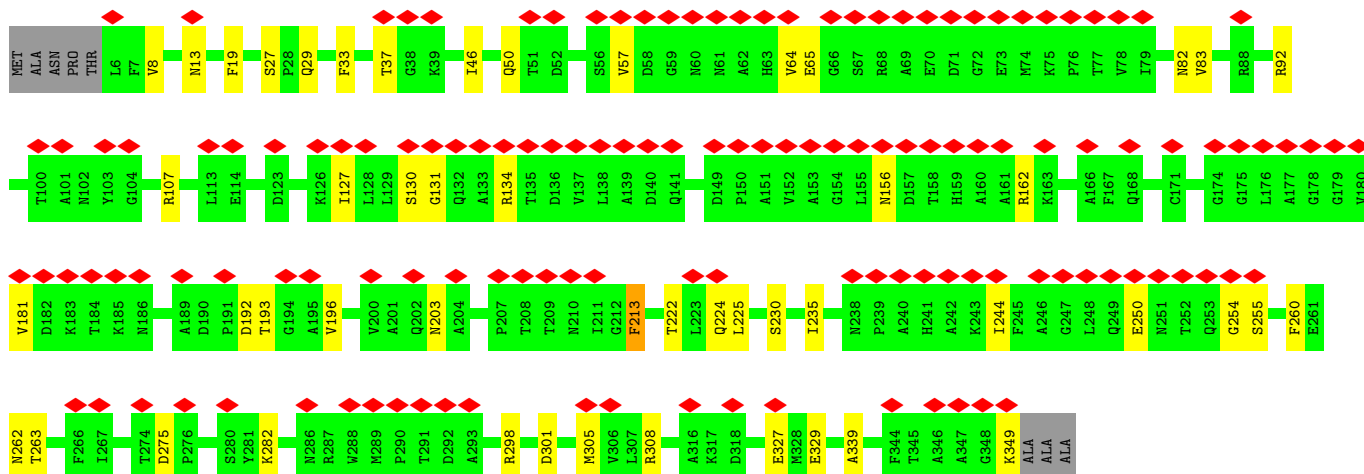 MET ALA ASN PRO THR L6 F7 V8 N13 F19 S27 P28 Q29 F33 T37 G38 K39 I46 Q50 T51 D52 S56 V57 D58 G59 N60 N61 A62 H63 V64 E65 G66 S67 R68 A69 E70 D71 G72 E73 M74 K75 P76 T77 V78 I79 N82 V83 R88 R92
T100 A101 N102 Y103 G104 R107 L113 E114 D123 K126 I127 L128 L129 S130 G131 Q132 A133 R134 T135 D136 V137 L138 A139 D140 Q141 D149 P150 A151 V152 A153 G154 L155 N156 D157 T158 H159 A160 A161 R162 K163 A166 F167 Q168 C171 G174 G175 L176 A177 G178 G179 V180
V181 D182 K183 T184 K185 N186 A189 D190 P191 D192 T193 G194 A195 V196 V200 A201 Q202 N203 A204 P207 T208 T209 N210 I211 G212 F213 T222 L223 Q224 L225 S230 I235 N238 P239 A240 H241 A242 K243 I244 F245 A246 G247 L248 Q249 E250 N251 T252 Q253 G254 S255 F260 E261
N262 T263 F266 I267 T274 D275 P276 S280 Y281 K282 N286 R287 W288 M289 P290 T291 D292 A293 R298 D301 M305 V306 L307 R308 A316 K317 D318 E327 M328 E329 A339 F344 T345 A346 A347 G348 K349 ALA ALA ALA